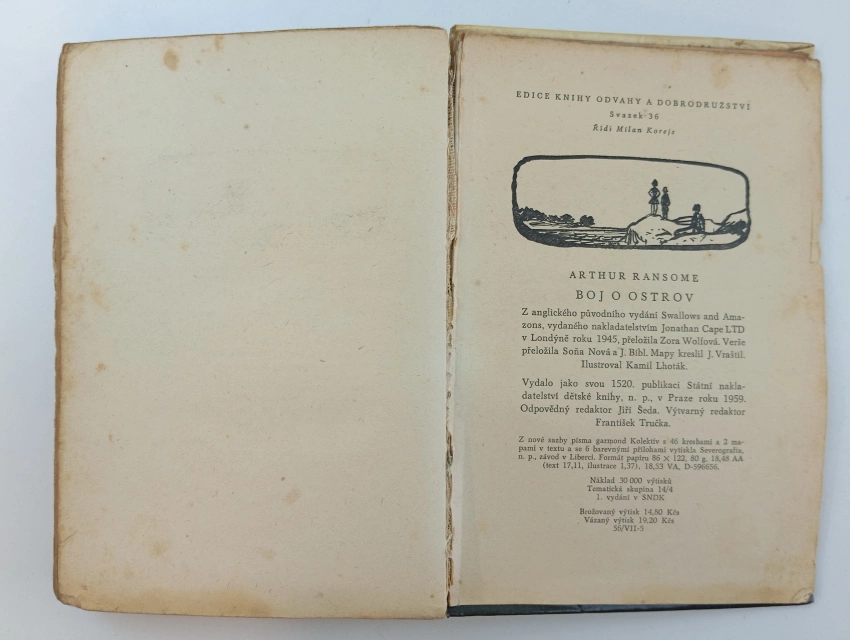 EDICE KNIHY ODVAHY A DOBRODRUŽSTVÍ
Svazek 36
Řídí Milan Koreje
ARTHUR RANSOME
BOJ O OSTROV
Z anglického původního vydání Swallows and Ama-
zons, vydaného nakladatelstvím Jonathan Cape LTD
v Londýně roku 1945, přeložila Zora Wolfová. Verše
přeložila Soňa Nová a J. Bibl. Mapy kreslil J. Vraštil.
Ilustroval Kamil Lhoták.
Vydalo jako svou 1520. publikaci Státní nakla-
datelství dětské knihy, n. p., v Praze roku 1959.
Odpovědný redaktor Jiří Šeda. Výtvarný redaktor
František Tručka.
Z nové sazby písma garmond Kolektiv s 46 kresbami a 2 ma-
pami v textu a se 6 barevnými přílohami vytiskla Severografia,
n. p., závod v Liberci. Formát papíru 86 × 122, 80 g, 18,48 AA
(text 17,11, ilustrace 1,37), 18,53 VA, D-596656.
Náklad 30 000 výtisků
Tematická skupina 14/4
1. vydání v SNDK
Brožovaný výtisk 14,80 Kčs
Vázaný výtisk 19,20 Kčs
56/VII-5